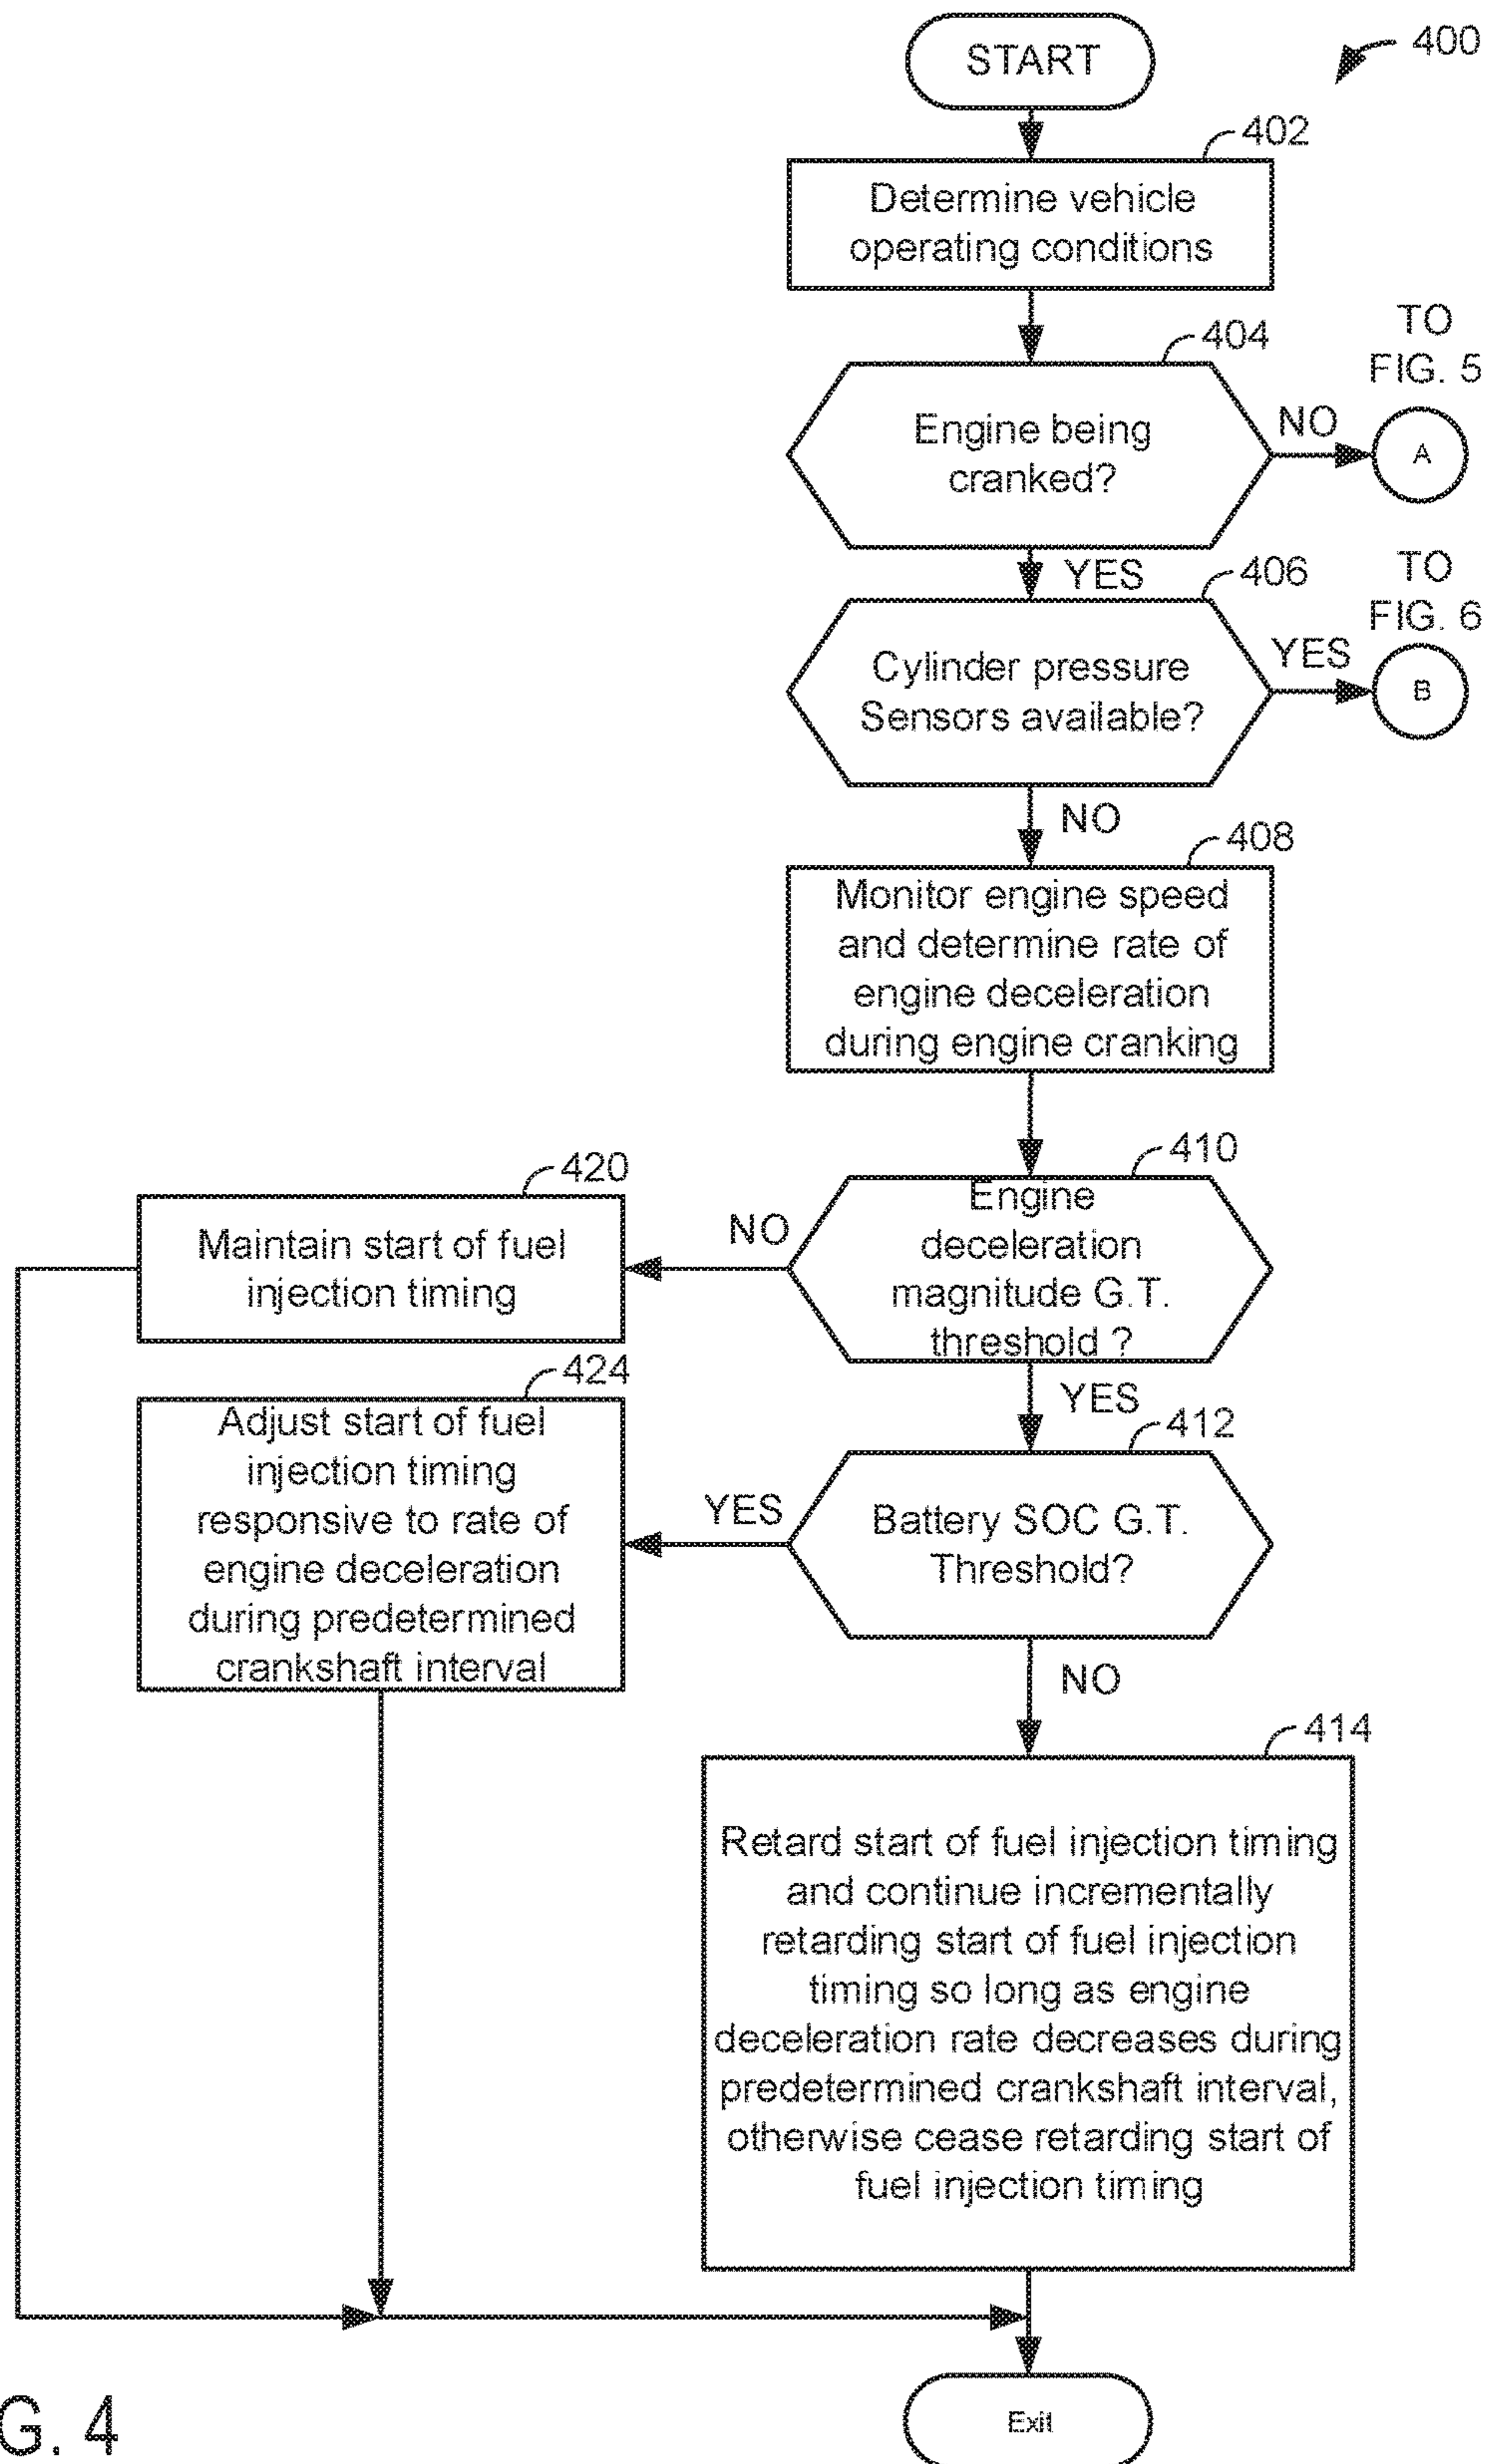 START
400
402
Determine vehicle
operating conditions
404
TO
FIG. 5
Engine being
cranked?
NO
A
YES
406
TO
FIG. 6
Cylinder pressure
Sensors available?
YES
B
NO
408
Monitor engine speed
and determine rate of
engine deceleration
during engine cranking
410
Engine
deceleration
magnitude G.T.
threshold ?
NO
420
Maintain start of fuel
injection timing
YES
412
Battery SOC G.T.
Threshold?
YES
424
Adjust start of fuel
injection timing
responsive to rate of
engine deceleration
during predetermined
crankshaft interval
NO
414
Retard start of fuel injection timing
and continue incrementally
retarding start of fuel injection
timing so long as engine
deceleration rate decreases during
predetermined crankshaft interval,
otherwise cease retarding start of
fuel injection timing
Exit
G. 4